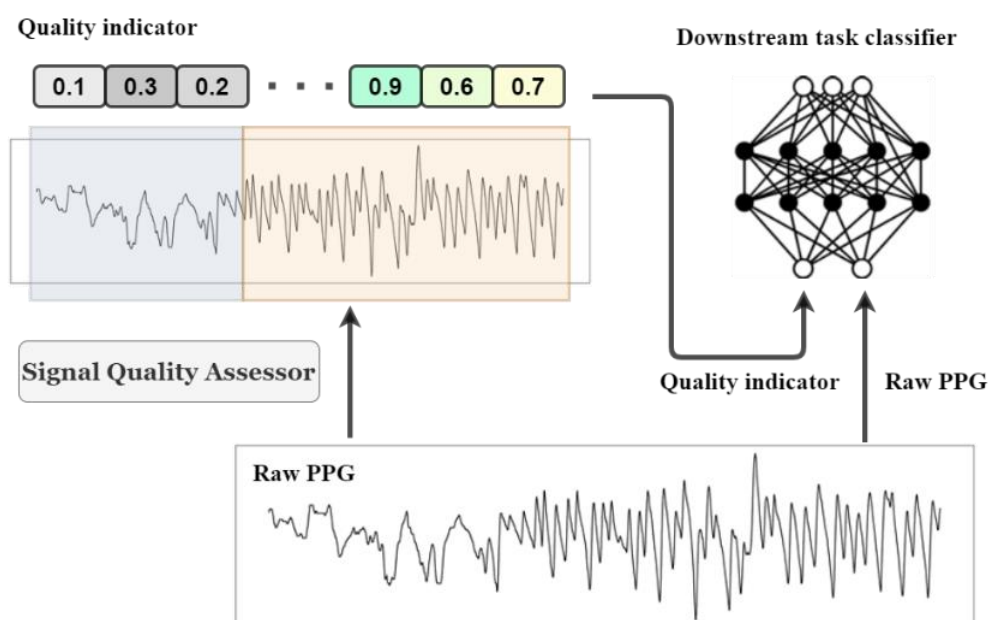 Quality indicator
Downstream task classifier
0.1 0.3 0.2 . . . 0.9 0.6 0.7
Signal Quality Assessor
Quality indicator
Raw PPG
Raw PPG